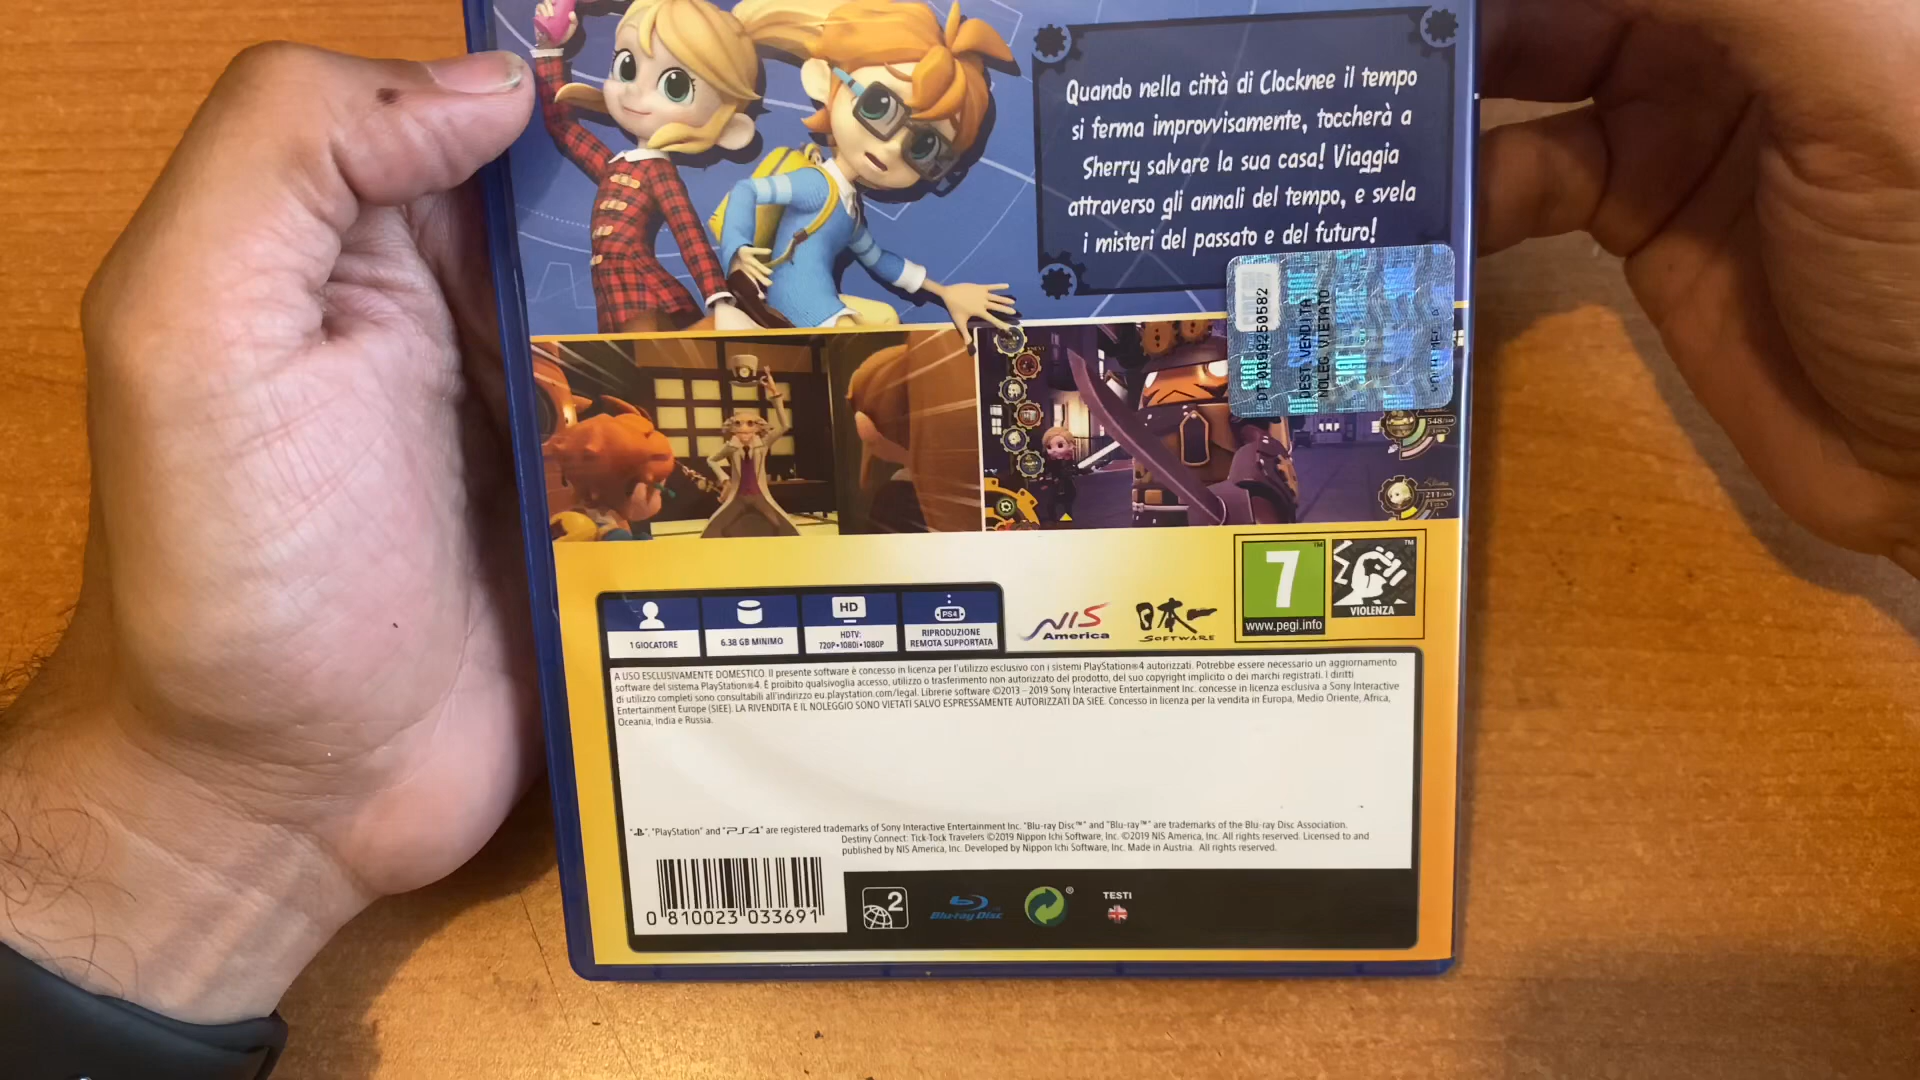 Quando nella città di Clocknee il tempo
si ferma improvvisamente, toccherà a
Sherry salvare la sua casa! Viaggia
attraverso gli annali del tempo, e svela
i misteri del passato e del futuro!
DEST. VENDITA
NOLEG. VIETATO
548
211
7
www.pegi.info
VIOLENZA
1 GIOCATORE
6.38 GB MINIMO
HD
HDTV:
720P•1080i•1080P
PS4
RIPRODUZIONE
REMOTA SUPPORTATA
NIS
America
日本一
SOFTWARE
A USO ESCLUSIVAMENTE DOMESTICO. Il presente software è concesso in licenza per l'utilizzo esclusivo con i sistemi PlayStation®4 autorizzati. Potrebbe essere necessario un aggiornamento
software del sistema PlayStation®4. È proibito qualsivoglia accesso, utilizzo o trasferimento non autorizzato del prodotto, del suo copyright implicito o dei marchi registrati. I diritti
di utilizzo completi sono consultabili all'indirizzo eu.playstation.com/legal. Librerie software ©2013 - 2019 Sony Interactive Entertainment Inc. concesse in licenza esclusiva a Sony Interactive
Entertainment Europe (SIEE). LA RIVENDITA E IL NOLEGGIO SONO VIETATI SALVO ESPRESSAMENTE AUTORIZZATI DA SIEE. Concesso in licenza per la vendita in Europa, Medio Oriente, Africa,
Oceania, India e Russia.
"PlayStation" and "PS4" are registered trademarks of Sony Interactive Entertainment Inc. "Blu-ray Disc™" and "Blu-ray™" are trademarks of the Blu-ray Disc Association.
Destiny Connect: Tick-Tock Travelers ©2019 Nippon Ichi Software, Inc. ©2019 NIS America, Inc. All rights reserved. Licensed to and
published by NIS America, Inc. Developed by Nippon Ichi Software, Inc. Made in Austria. All rights reserved.
0 810023 033691
2
Blu-ray Disc
®
TESTI